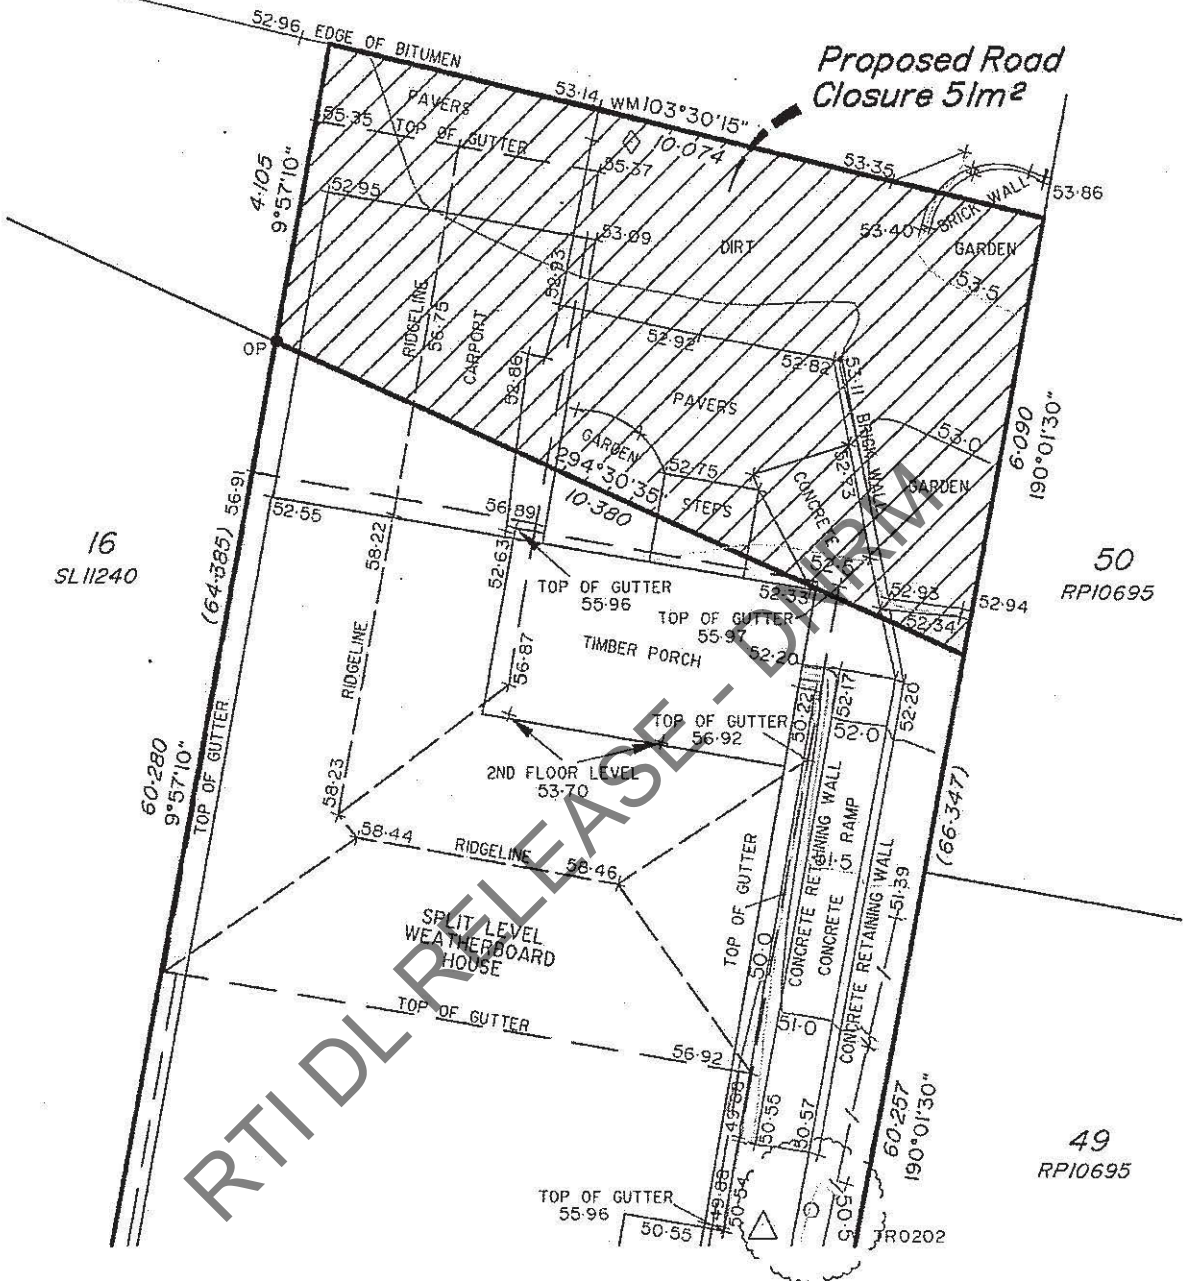 52·96
EDGE OF BITUMEN
Proposed Road
Closure 51m²
53·14
WM
103°30'15"
10·074
PAVERS
55·35
TOP OF GUTTER
55·37
53·35
BRICK WALL
53·86
4·105
9°57'10"
52·95
53·09
DIRT
53·40
GARDEN
53·5
52·93
RIDGELINE
56·75
CARPORT
52·86
52·92
52·82
53·11
BRICK WALL
OP
PAVERS
GARDEN
294°30'35"
10·380
52·75
STEPS
CONCRETE
53·0
GARDEN
6·090
190°01'30"
56·91
52·55
58·22
56·89
52·63
16
SL11240
(64·385)
TOP OF GUTTER
55·96
52·33
52·5
52·93
52·94
52·34
50
RP10695
TOP OF GUTTER
55·97
TIMBER PORCH
52·20
RIDGELINE
56·87
50·22
52·17
52·20
TOP OF GUTTER
56·92
52·0
2ND FLOOR LEVEL
53·70
60·280
9°57'10"
TOP OF GUTTER
58·23
58·44
RIDGELINE
58·46
(66·347)
TOP OF GUTTER
CONCRETE RETAINING WALL
51·5
CONCRETE RAMP
CONCRETE RETAINING WALL
51·39
SPLIT LEVEL
WEATHERBOARD
HOUSE
50·0
TOP OF GUTTER
51·0
56·92
49·88
50·55
50·57
60·257
190°01'30"
49
RP10695
TOP OF GUTTER
55·96
50·55
49·88
50·54
50·5
TR0202
RTI DL RELEASE - DNRM